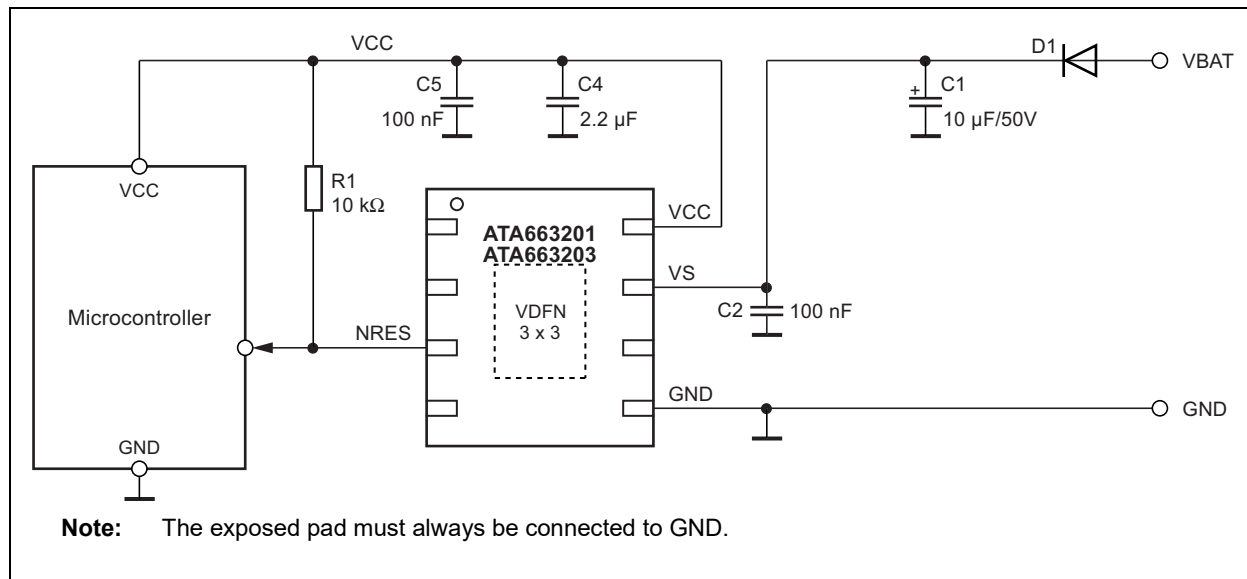 VCC
D1
VBAT
C5
100 nF
C4
2.2 µF
+
C1
10 µF/50V
VCC
R1
10 kΩ
ATA663201
ATA663203
VCC
VS
VDFN
3 x 3
C2
100 nF
Microcontroller
NRES
GND
GND
GND
Note: The exposed pad must always be connected to GND.